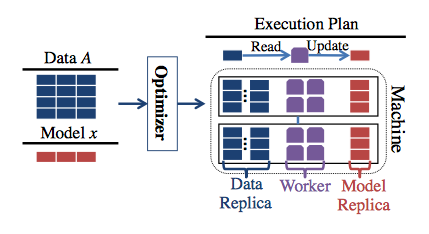 Execution Plan
Read Update
Data A
Optimizer
Model x
Machine
Data Replica
Worker
Model Replica